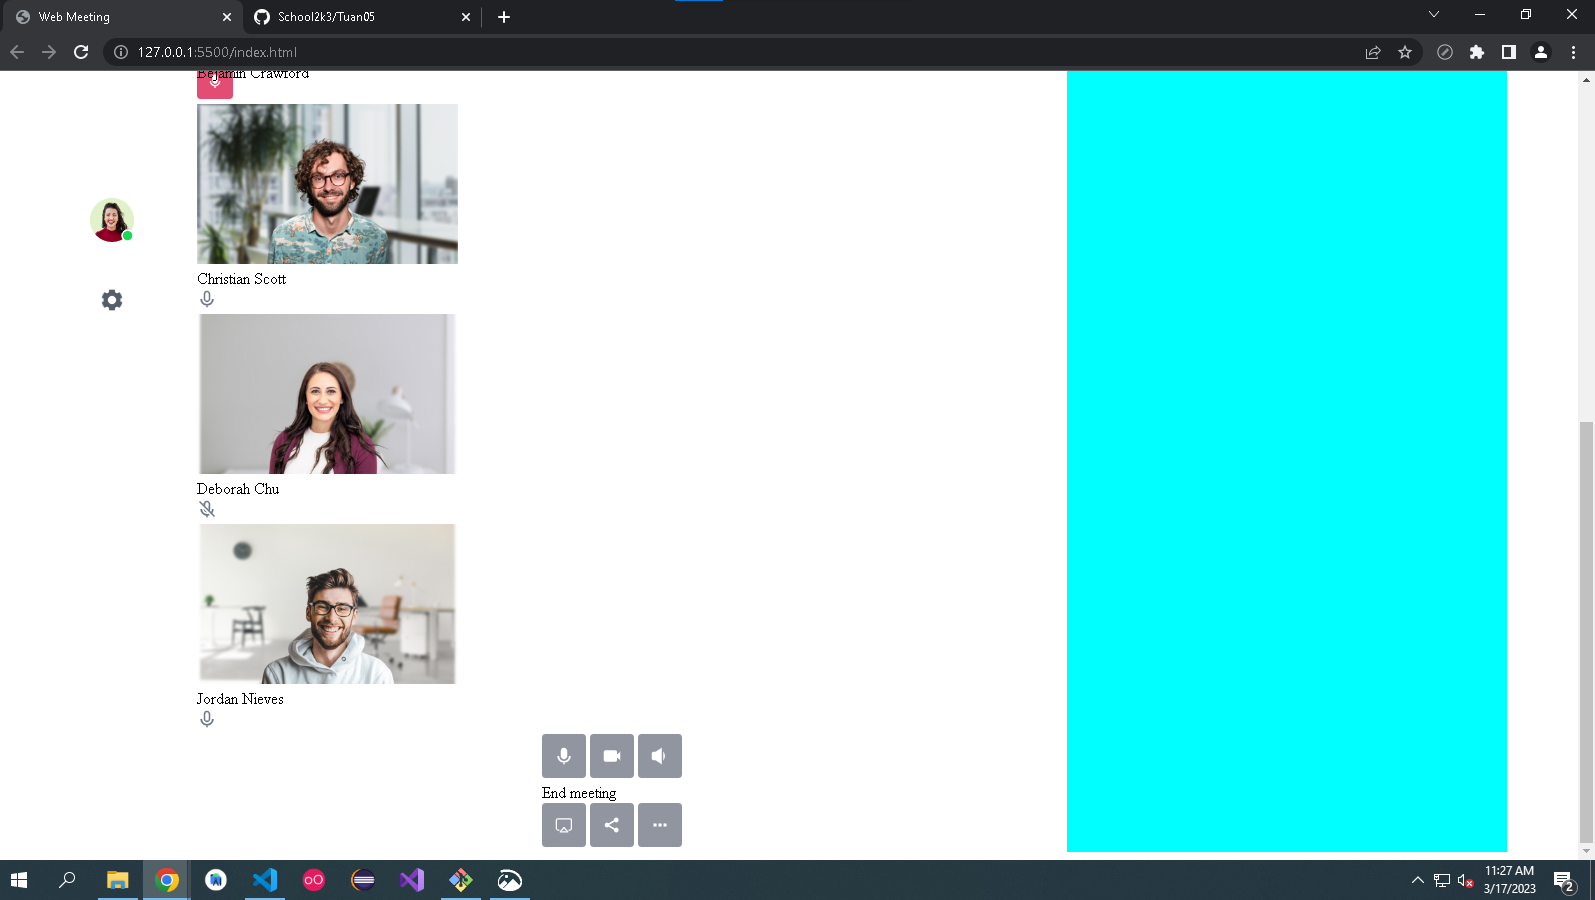 Web Meeting
School2k3/Tuan05
127.0.0.1:5500/index.html
Bejamin Crawford
Christian Scott
Deborah Chu
Jordan Nieves
End meeting
11:27 AM
3/17/2023
2